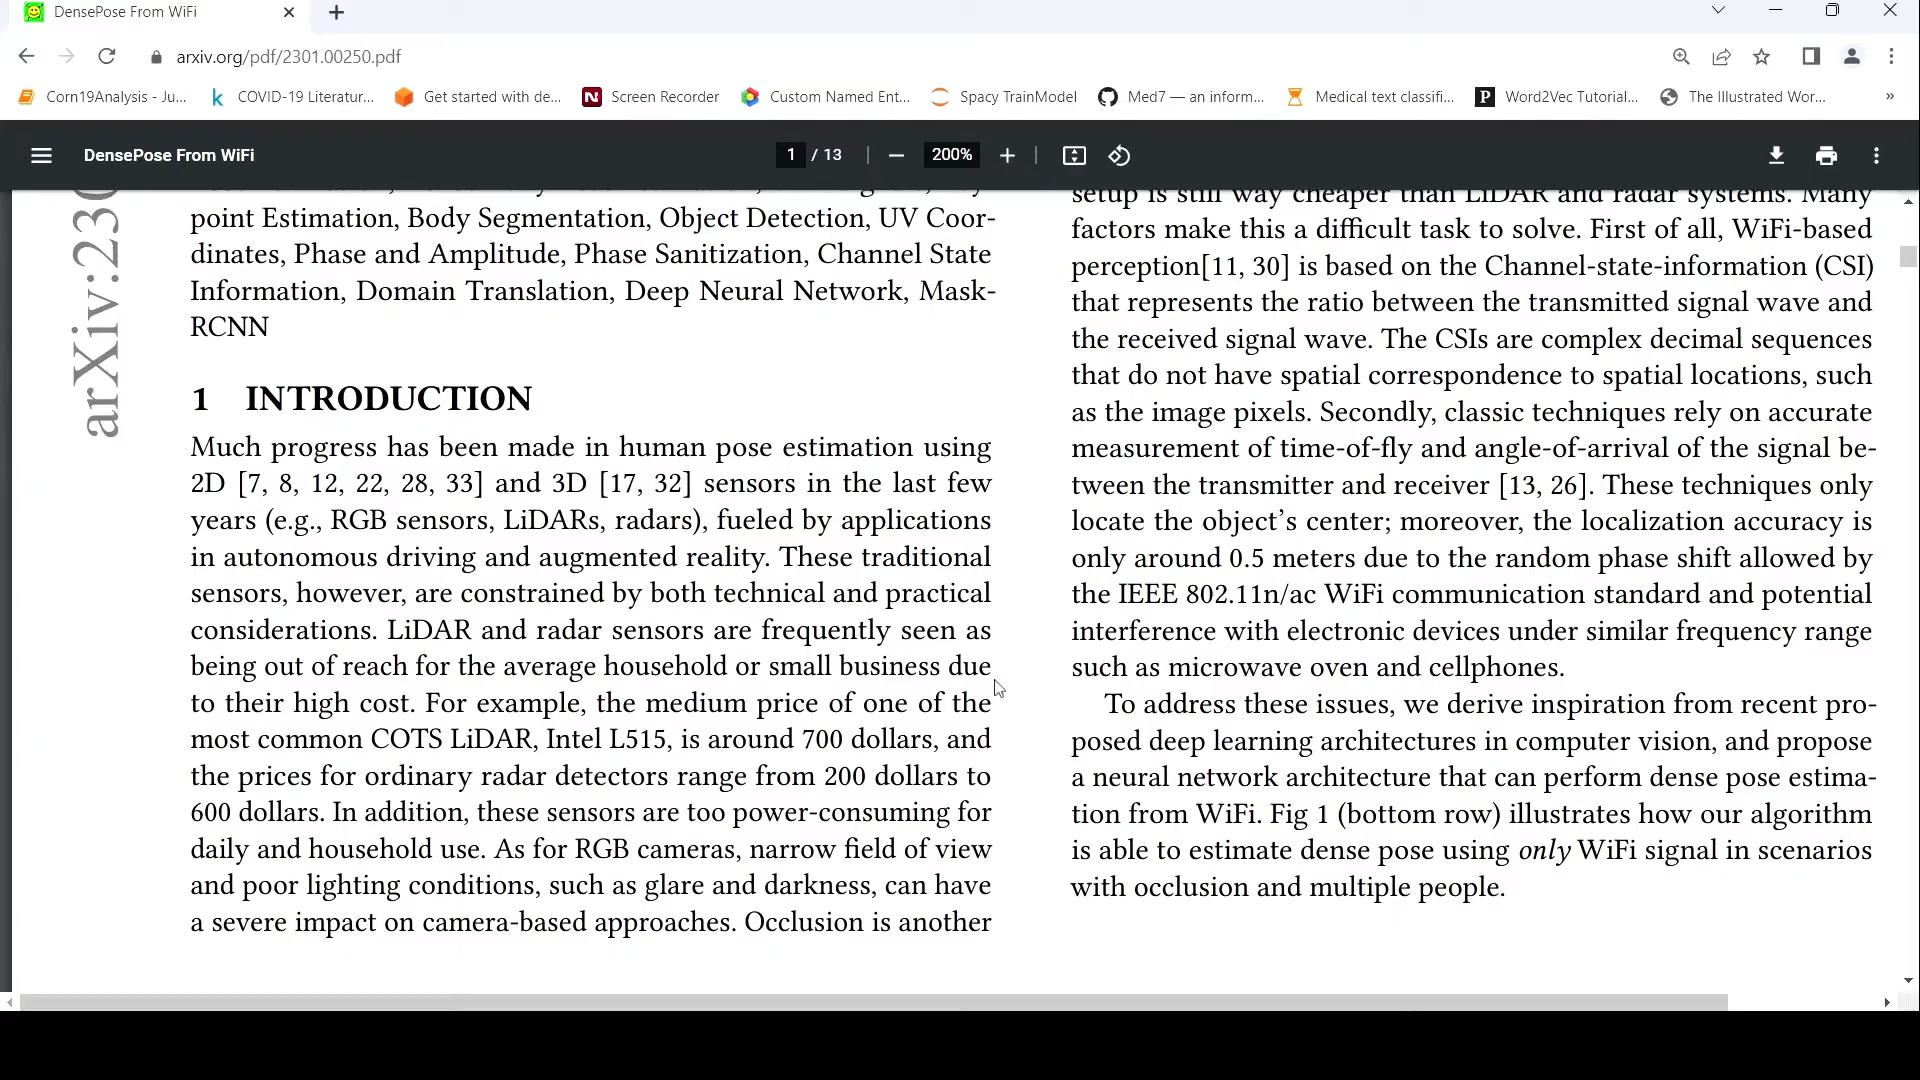 DensePose From WiFi
arxiv.org/pdf/2301.00250.pdf
Corn19Analysis - Ju...
COVID-19 Literatur...
Get started with de...
Screen Recorder
Custom Named Ent...
Spacy TrainModel
Med7 — an inform...
Medical text classifi...
Word2Vec Tutorial...
The Illustrated Wor...
»
DensePose From WiFi
1 / 13
200%
arXiv:230
point Estimation, Body Segmentation, Object Detection, UV Coor-
dinates, Phase and Amplitude, Phase Sanitization, Channel State
Information, Domain Translation, Deep Neural Network, Mask-
RCNN
1 INTRODUCTION
Much progress has been made in human pose estimation using
2D [7, 8, 12, 22, 28, 33] and 3D [17, 32] sensors in the last few
years (e.g., RGB sensors, LiDARs, radars), fueled by applications
in autonomous driving and augmented reality. These traditional
sensors, however, are constrained by both technical and practical
considerations. LiDAR and radar sensors are frequently seen as
being out of reach for the average household or small business due
to their high cost. For example, the medium price of one of the
most common COTS LiDAR, Intel L515, is around 700 dollars, and
the prices for ordinary radar detectors range from 200 dollars to
600 dollars. In addition, these sensors are too power-consuming for
daily and household use. As for RGB cameras, narrow field of view
and poor lighting conditions, such as glare and darkness, can have
a severe impact on camera-based approaches. Occlusion is another
setup is still way cheaper than LiDAR and radar systems. Many
factors make this a difficult task to solve. First of all, WiFi-based
perception[11, 30] is based on the Channel-state-information (CSI)
that represents the ratio between the transmitted signal wave and
the received signal wave. The CSIs are complex decimal sequences
that do not have spatial correspondence to spatial locations, such
as the image pixels. Secondly, classic techniques rely on accurate
measurement of time-of-fly and angle-of-arrival of the signal be-
tween the transmitter and receiver [13, 26]. These techniques only
locate the object's center; moreover, the localization accuracy is
only around 0.5 meters due to the random phase shift allowed by
the IEEE 802.11n/ac WiFi communication standard and potential
interference with electronic devices under similar frequency range
such as microwave oven and cellphones.
To address these issues, we derive inspiration from recent pro-
posed deep learning architectures in computer vision, and propose
a neural network architecture that can perform dense pose estima-
tion from WiFi. Fig 1 (bottom row) illustrates how our algorithm
is able to estimate dense pose using only WiFi signal in scenarios
with occlusion and multiple people.